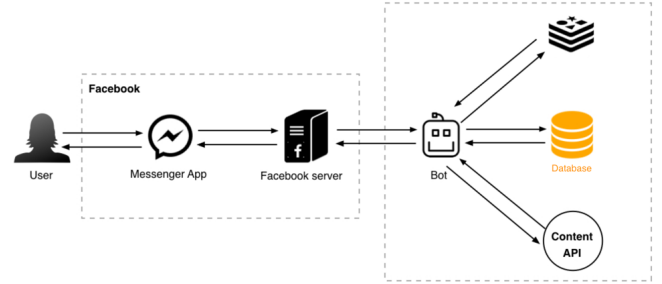 Facebook
User
Messenger App
Facebook server
f
Bot
Database
Content
API